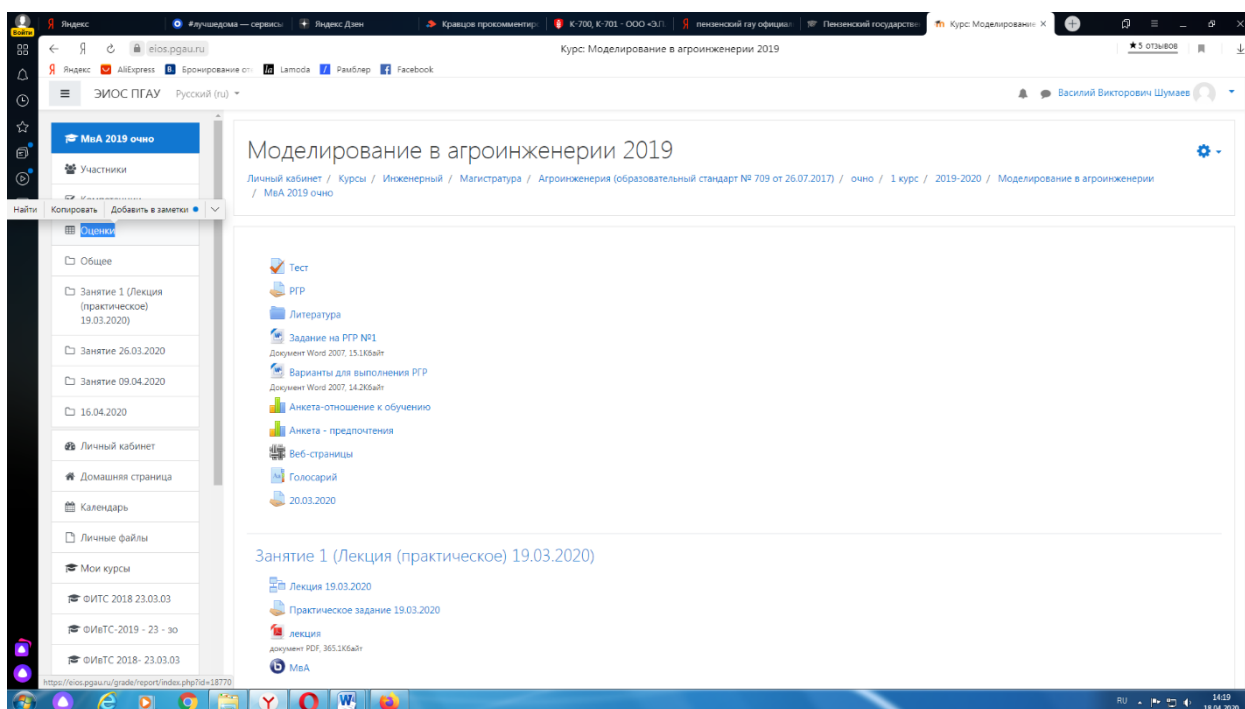 Войти
Яндекс
#лучшедома — сервисы
Яндекс Дзен
Кравцов прокомментиро
К-700, К-701 - ООО «Э.П.
пензенский гау официал
Пензенский государстве
Курс: Моделирование
eios.pgau.ru
Курс: Моделирование в агроинженерии 2019
★5 отзывов
Яндекс
AliExpress
Бронирование от
Lamoda
Рамблер
Facebook
ЭИОС ПГАУ
Русский (ru)
Василий Викторович Шумаев
МвА 2019 очно
Участники
Найти
Копировать
Добавить в заметки
Оценки
Общее
Занятие 1 (Лекция
(практическое)
19.03.2020)
Занятие 26.03.2020
Занятие 09.04.2020
16.04.2020
Личный кабинет
Домашняя страница
Календарь
Личные файлы
Мои курсы
ФИТС 2018 23.03.03
ФИвТС-2019 - 23 - зо
ФИвТС 2018- 23.03.03
https://eios.pgau.ru/grade/report/index.php?id=18770
Моделирование в агроинженерии 2019
Личный кабинет / Курсы / Инженерный / Магистратура / Агроинженерия (образовательный стандарт № 709 от 26.07.2017) / очно / 1 курс / 2019-2020 / Моделирование в агроинженерии
/ МвА 2019 очно
Тест
РГР
Литература
Задание на РГР №1
Документ Word 2007, 15.1Кбайт
Варианты для выполнения РГР
Документ Word 2007, 14.2Кбайт
Анкета-отношение к обучению
Анкета - предпочтения
Веб-страницы
Голосарий
20.03.2020
Занятие 1 (Лекция (практическое) 19.03.2020)
Лекция 19.03.2020
Практическое задание 19.03.2020
лекция
документ PDF, 365.1Кбайт
МвА
RU
14:19
18.04.2020